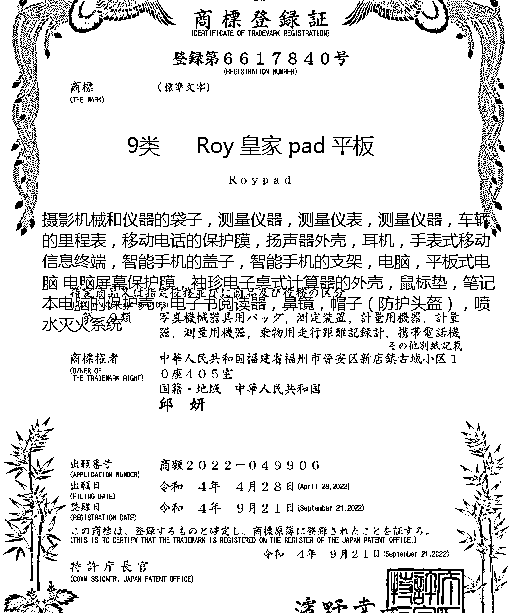 商標登録証
(CERTIFICATE OF TRADEMARK REGISTRATION)
登録第6617840号
(REGISTRATION NUMBER)
商標
(THE MARK)
(標準文字)
9类 Roy 皇家 pad 平板
Roypad
摄影机械和仪器的袋子，测量仪器，测量仪表，测量仪器，车辆
的里程表，移动电话的保护膜，扬声器外壳，耳机，手表式移动
信息终端，智能手机的盖子，智能手机的支架，电脑，平板式电
脑 电脑屏幕保护膜，袖珍电子桌式计算器的外壳，鼠标垫，笔记
本电脑的保护壳，电子书阅读器，鼻镜，帽子（防护头盔），喷
水灭火系统
写真機械器具用バッグ，測定装置，計量用機器，計量
器，測量用機器，乗物用走行距離記録計，携帯電話機
その他別紙記載
商標権者
(OWNER OF THE TRADEMARK RIGHT)
中華人民共和国福建省福州市晉安区新店鎮古城小区1
0座405室
国籍・地域 中華人民共和国
邱 妍
出願番号
(APPLICATION NUMBER)
商願2022-049906
出願日
(FILING DATE)
令和 4年 4月28日(April 28,2022)
登録日
(REGISTRATION DATE)
令和 4年 9月21日(September 21,2022)
この商標は、登録するものと確定し、商標原簿に登録されたことを証する。
(THIS IS TO CERTIFY THAT THE TRADEMARK IS REGISTERED ON THE REGISTER OF THE JAPAN PATENT OFFICE.)
令和 4年 9月21日(September 21,2022)
特許庁長官
(COMMISSIONER, JAPAN PATENT OFFICE)